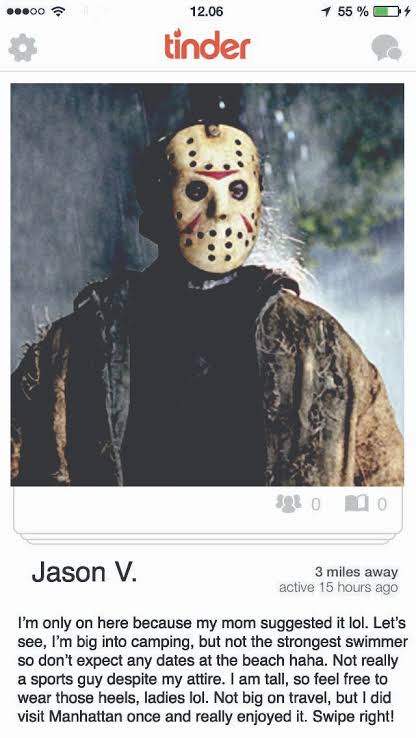 12.06
55 %
tinder
0
0
Jason V.
3 miles away
active 15 hours ago
I'm only on here because my mom suggested it lol. Let's
see, I'm big into camping, but not the strongest swimmer
so don't expect any dates at the beach haha. Not really
a sports guy despite my attire. I am tall, so feel free to
wear those heels, ladies lol. Not big on travel, but I did
visit Manhattan once and really enjoyed it. Swipe right!